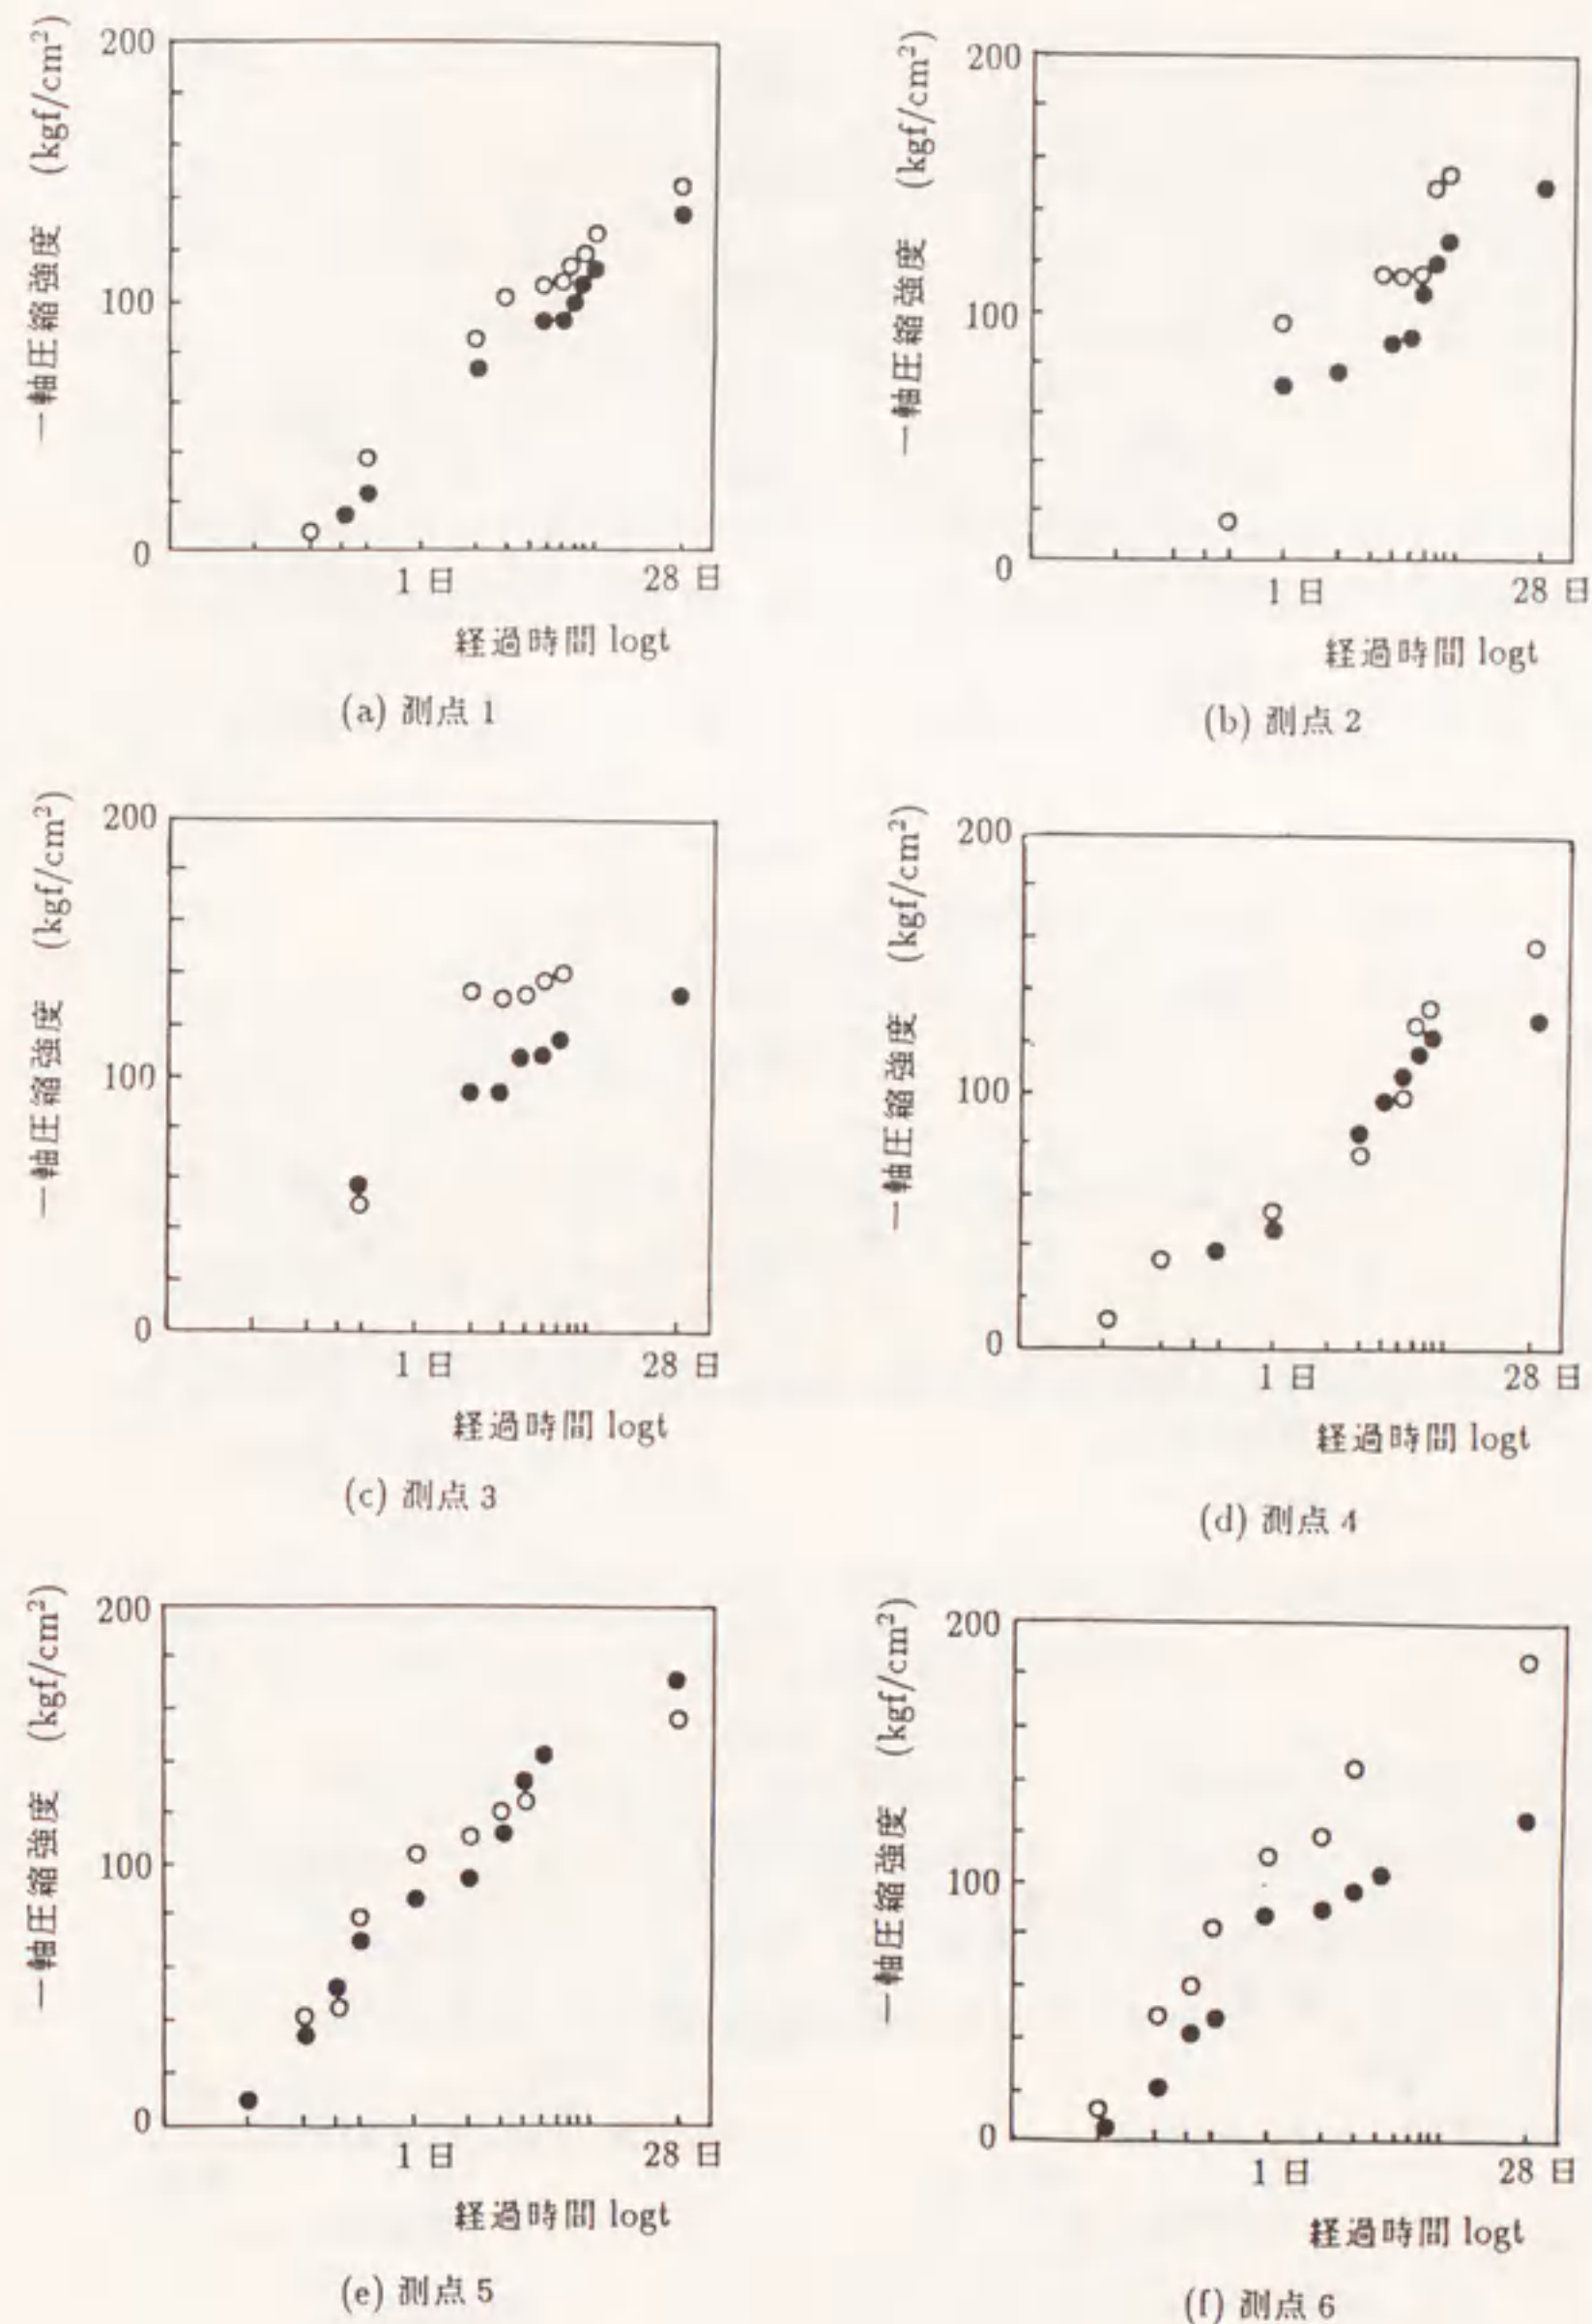 200
一軸圧縮強度 (kgf/cm²)
100
0
1日
28日
経過時間 logt
(a) 測点 1
200
一軸圧縮強度 (kgf/cm²)
100
0
1日
28日
経過時間 logt
(b) 測点 2
200
一軸圧縮強度 (kgf/cm²)
100
0
1日
28日
経過時間 logt
(c) 測点 3
200
一軸圧縮強度 (kgf/cm²)
100
0
1日
28日
経過時間 logt
(d) 測点 4
200
一軸圧縮強度 (kgf/cm²)
100
0
1日
28日
経過時間 logt
(e) 測点 5
200
一軸圧縮強度 (kgf/cm²)
100
0
1日
28日
経過時間 logt
(f) 測点 6